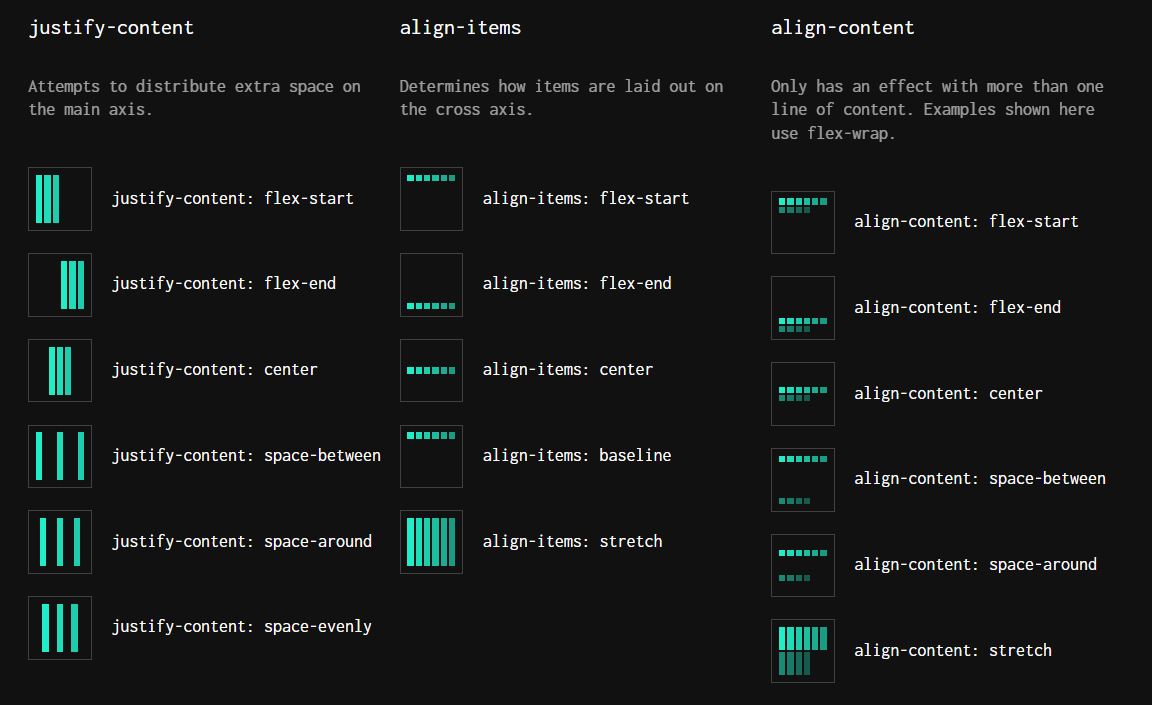 justify-content
Attempts to distribute extra space on
the main axis.
justify-content: flex-start
justify-content: flex-end
justify-content: center
justify-content: space-between
justify-content: space-around
justify-content: space-evenly
align-items
Determines how items are laid out on
the cross axis.
align-items: flex-start
align-items: flex-end
align-items: center
align-items: baseline
align-items: stretch
align-content
Only has an effect with more than one
line of content. Examples shown here
use flex-wrap.
align-content: flex-start
align-content: flex-end
align-content: center
align-content: space-between
align-content: space-around
align-content: stretch